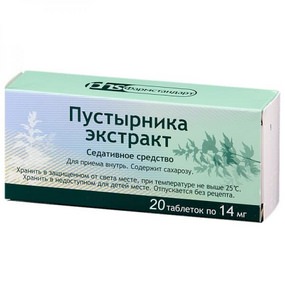 Фармстандарт
Пустырника
экстракт
Седативное средство
Для приема внутрь. Содержит сахарозу.
Хранить в защищенном от света месте, при температуре не выше 25°С.
Хранить в недоступном для детей месте. Отпускается без рецепта.
20 таблеток по 14 мг